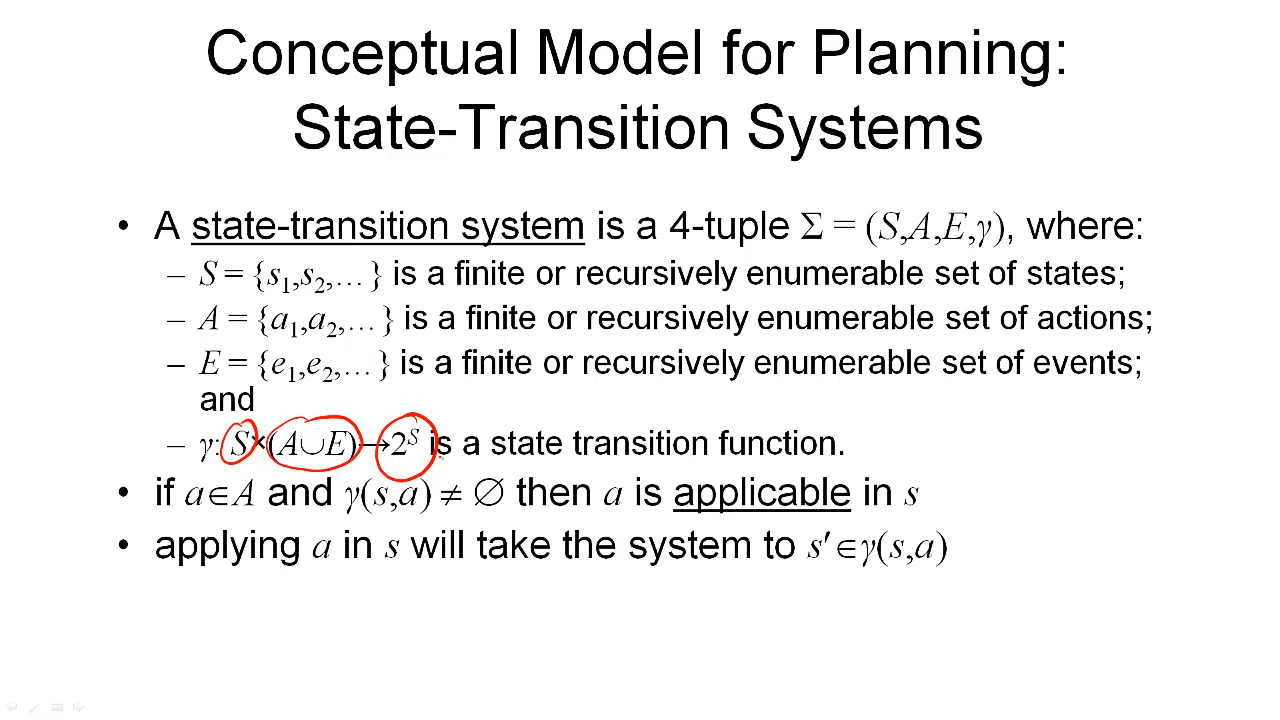 Conceptual Model for Planning:
State-Transition Systems
• A state-transition system is a 4-tuple Σ = (S,A,E,γ), where:
– S = {s₁,s₂,…} is a finite or recursively enumerable set of states;
– A = {a₁,a₂,…} is a finite or recursively enumerable set of actions;
– E = {e₁,e₂,…} is a finite or recursively enumerable set of events;
and
– γ: S×(A∪E)→2ˢ is a state transition function.
• if a∈A and γ(s,a) ≠ ∅ then a is applicable in s
• applying a in s will take the system to s′∈γ(s,a)